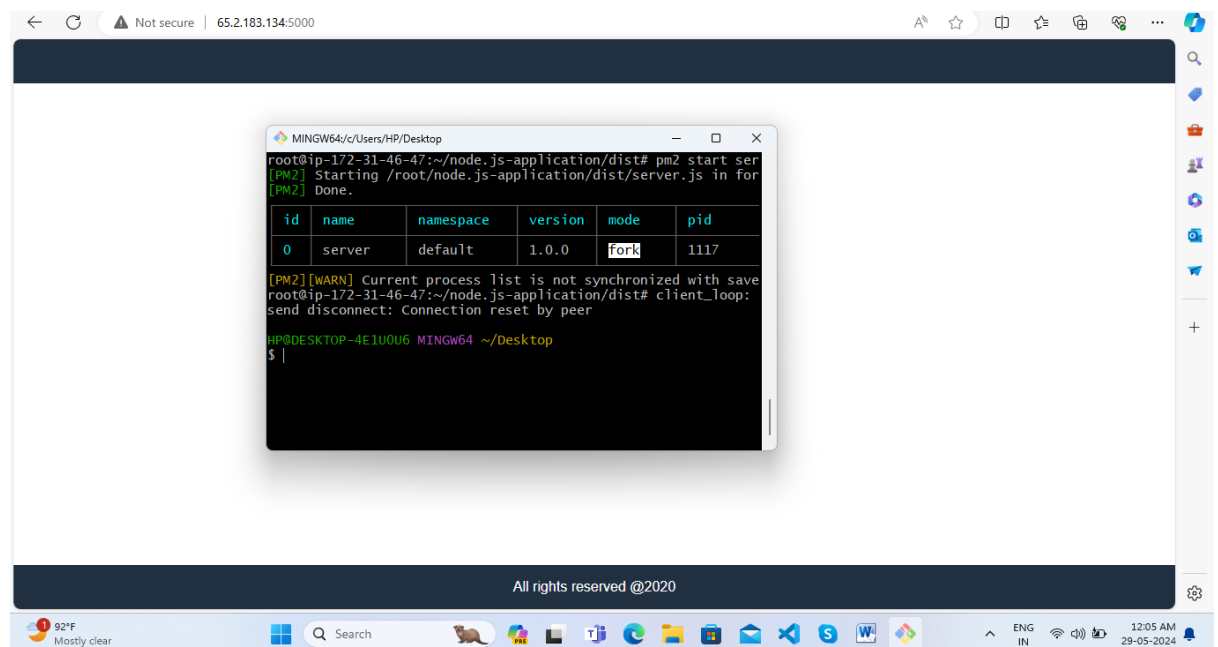 Not secure 65.2.183.134:5000
MINGW64:/c/Users/HP/Desktop
root@ip-172-31-46-47:~/node.js-application/dist# pm2 start ser
[PM2] Starting /root/node.js-application/dist/server.js in for
[PM2] Done.
id name namespace version mode pid
0 server default 1.0.0 fork 1117
[PM2][WARN] Current process list is not synchronized with save
root@ip-172-31-46-47:~/node.js-application/dist# client_loop:
send disconnect: Connection reset by peer
HP@DESKTOP-4E1UOU6 MINGW64 ~/Desktop
$
All rights reserved @2020
1
92°F
Mostly clear
Search
PRE
ENG
IN
12:05 AM
29-05-2024